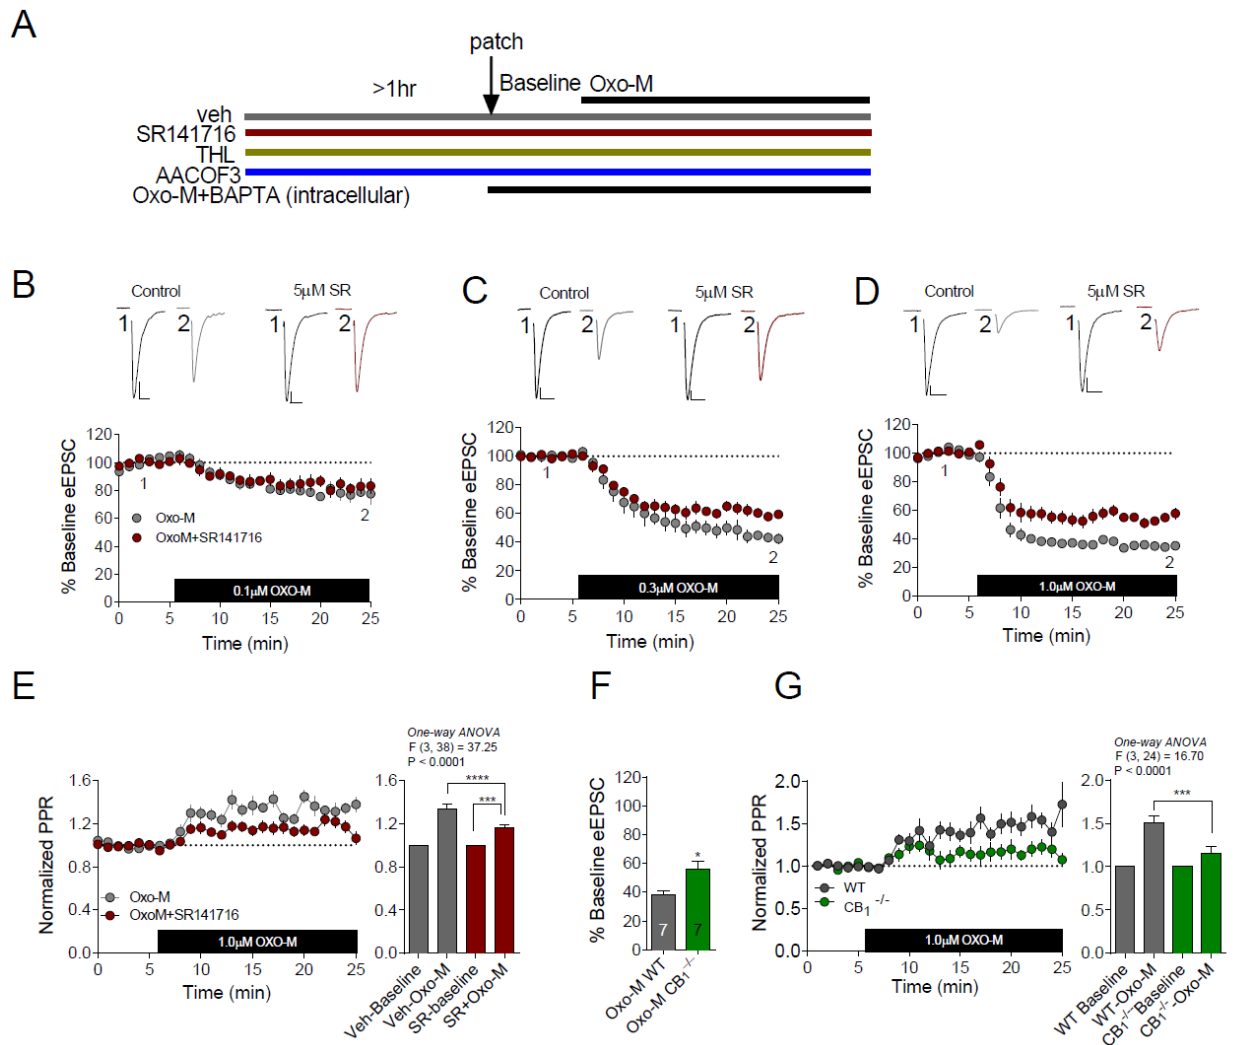 A
patch
>1hr
Baseline
Oxo-M
veh
SR141716
THL
AACOF3
Oxo-M+BAPTA (intracellular)
B
Control
5μM SR
1
2
1
2
% Baseline eEPSC
120
100
80
60
40
20
0
1
2
Oxo-M
OxoM+SR141716
0.1μM OXO-M
0
5
10
15
20
25
Time (min)
C
Control
5μM SR
1
2
1
2
% Baseline eEPSC
120
100
80
60
40
20
0
1
2
0.3μM OXO-M
0
5
10
15
20
25
Time (min)
D
Control
5μM SR
1
2
1
2
% Baseline eEPSC
120
100
80
60
40
20
0
1
2
1.0μM OXO-M
0
5
10
15
20
25
Time (min)
E
Normalized PPR
1.6
1.2
0.8
0.4
0.0
Oxo-M
OxoM+SR141716
1.0μM OXO-M
0
5
10
15
20
25
Time (min)
One-way ANOVA
F (3, 38) = 37.25
P < 0.0001
****
***
1.6
1.2
0.8
0.4
0.0
Veh-Baseline
Veh-Oxo-M
SR-baseline
SR+Oxo-M
F
% Baseline eEPSC
120
100
80
60
40
20
0
*
7
7
Oxo-M WT
Oxo-M CB1-/-
G
Normalized PPR
2.0
1.5
1.0
0.5
0.0
WT
CB1 -/-
1.0μM OXO-M
0
5
10
15
20
25
Time (min)
One-way ANOVA
F (3, 24) = 16.70
P < 0.0001
***
2.0
1.5
1.0
0.5
0.0
WT Baseline
WT-Oxo-M
CB1-/-Baseline
CB1-/--Oxo-M